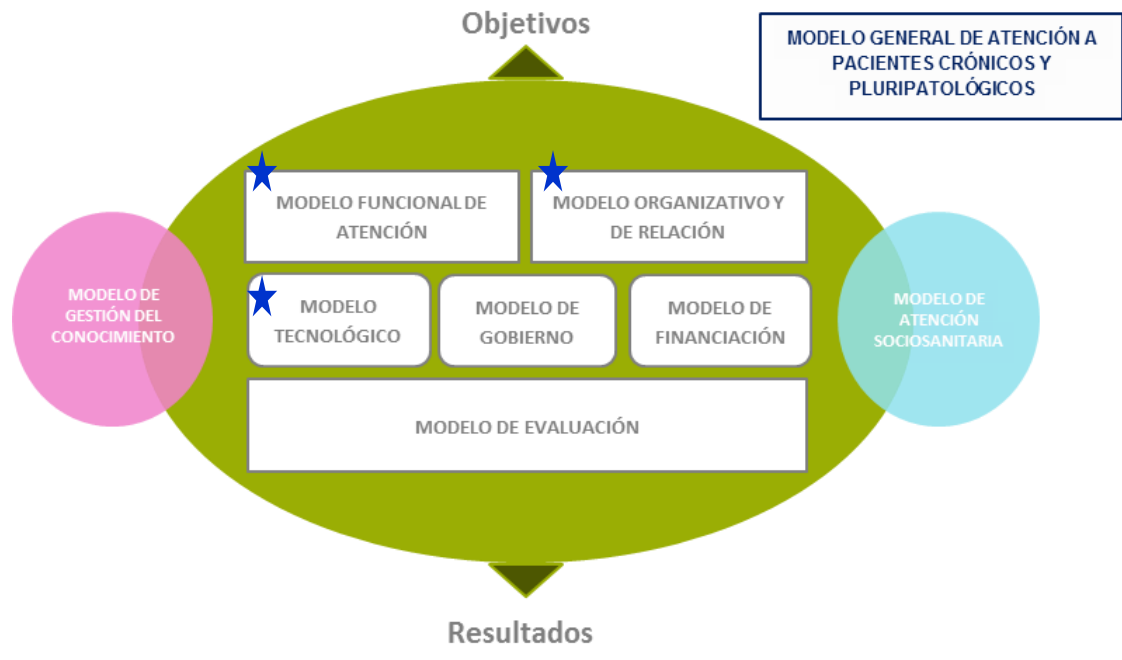 Objetivos
MODELO GENERAL DE ATENCIÓN A
PACIENTES CRÓNICOS Y
PLURIPATOLÓGICOS
MODELO FUNCIONAL DE
ATENCIÓN
MODELO ORGANIZATIVO Y
DE RELACIÓN
MODELO DE
GESTIÓN DEL
CONOCIMIENTO
MODELO
TECNOLÓGICO
MODELO DE
GOBIERNO
MODELO DE
FINANCIACIÓN
MODELO DE
ATENCIÓN
SOCIOSANITARIA
MODELO DE EVALUACIÓN
Resultados